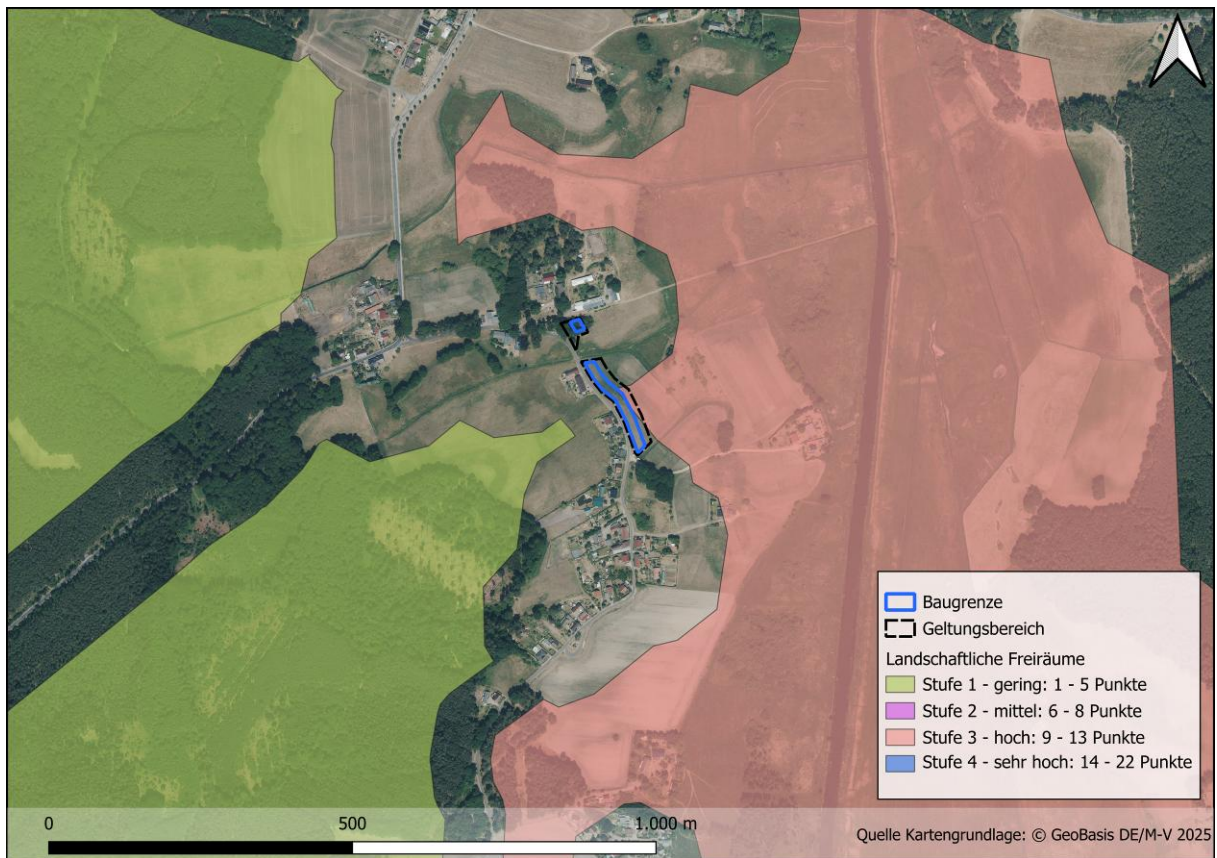 Baugrenze
Geltungsbereich
Landschaftliche Freiräume
Stufe 1 - gering: 1 - 5 Punkte
Stufe 2 - mittel: 6 - 8 Punkte
Stufe 3 - hoch: 9 - 13 Punkte
Stufe 4 - sehr hoch: 14 - 22 Punkte
0 500 1.000 m
Quelle Kartengrundlage: © GeoBasis DE/M-V 2025